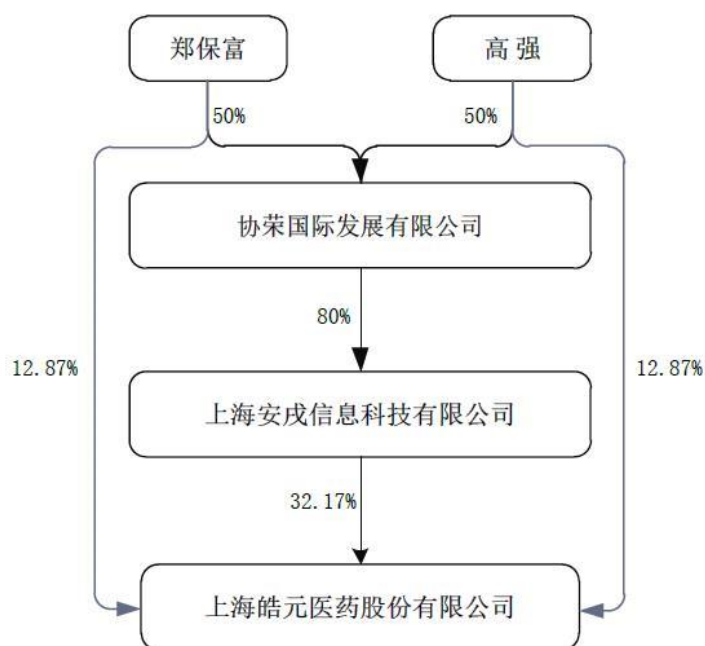 郑保富
高 强
50%
50%
协荣国际发展有限公司
80%
12.87%
12.87%
上海安戌信息科技有限公司
32.17%
上海皓元医药股份有限公司